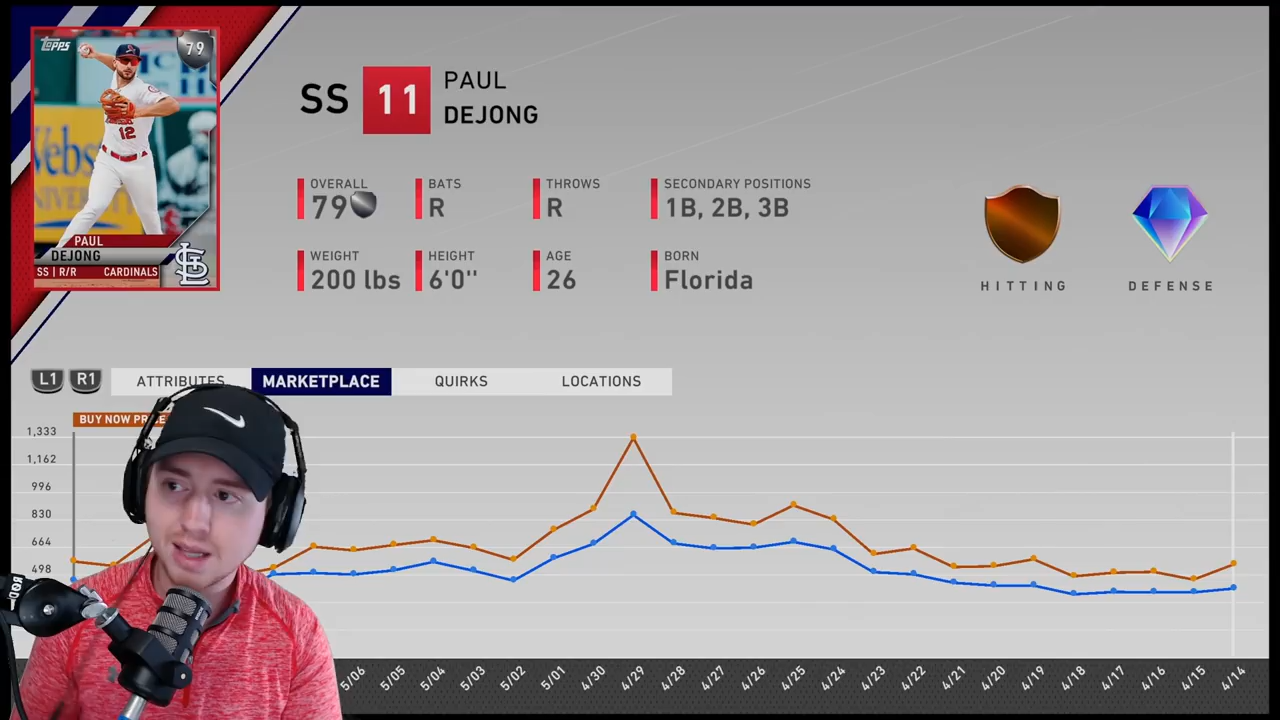 TOPPS
79
12
PAUL
DEJONG
SS | R/R CARDINALS
SS 11 PAUL
DEJONG
OVERALL BATS THROWS SECONDARY POSITIONS
79 R R 1B, 2B, 3B
WEIGHT HEIGHT AGE BORN
200 lbs 6'0'' 26 Florida
HITTING DEFENSE
L1 R1 ATTRIBUTES MARKETPLACE QUIRKS LOCATIONS
BUY NOW PRICE
1,333
1,162
996
830
664
498
5/06 5/05 5/04 5/03 5/02 5/01 4/30 4/29 4/28 4/27 4/26 4/25 4/24 4/23 4/22 4/21 4/20 4/19 4/18 4/17 4/16 4/15 4/14
RØDE